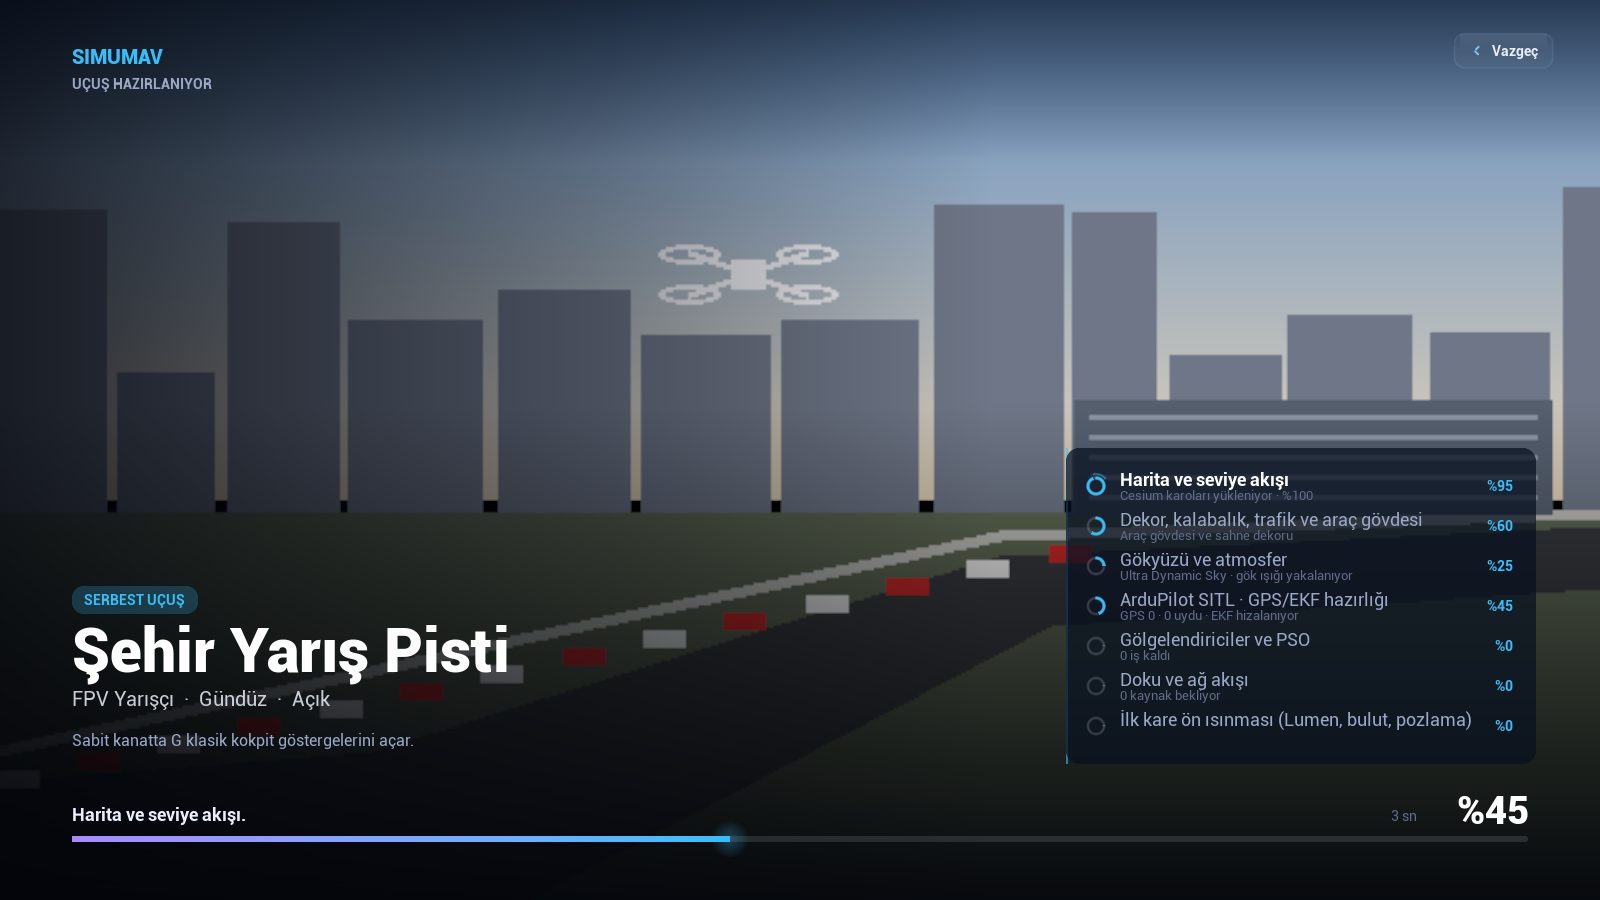 SIMUMAV
UÇUŞ HAZIRLANIYOR
Vazgeç
Harita ve seviye akışı %95
Cesium karoları yükleniyor · %100
Dekor, kalabalık, trafik ve araç gövdesi %60
Araç gövdesi ve sahne dekoru
Gökyüzü ve atmosfer %25
Ultra Dynamic Sky · gök ışığı yakalanıyor
ArduPilot SITL · GPS/EKF hazırlığı %45
GPS 0 · 0 uydu · EKF hizalanıyor
Gölgelendiriciler ve PSO %0
0 iş kaldı
Doku ve ağ akışı %0
0 kaynak bekliyor
İlk kare ön ısınması (Lumen, bulut, pozlama) %0
SERBEST UÇUŞ
Şehir Yarış Pisti
FPV Yarışçı · Gündüz · Açık
Sabit kanatta G klasik kokpit göstergelerini açar.
Harita ve seviye akışı.
3 sn %45